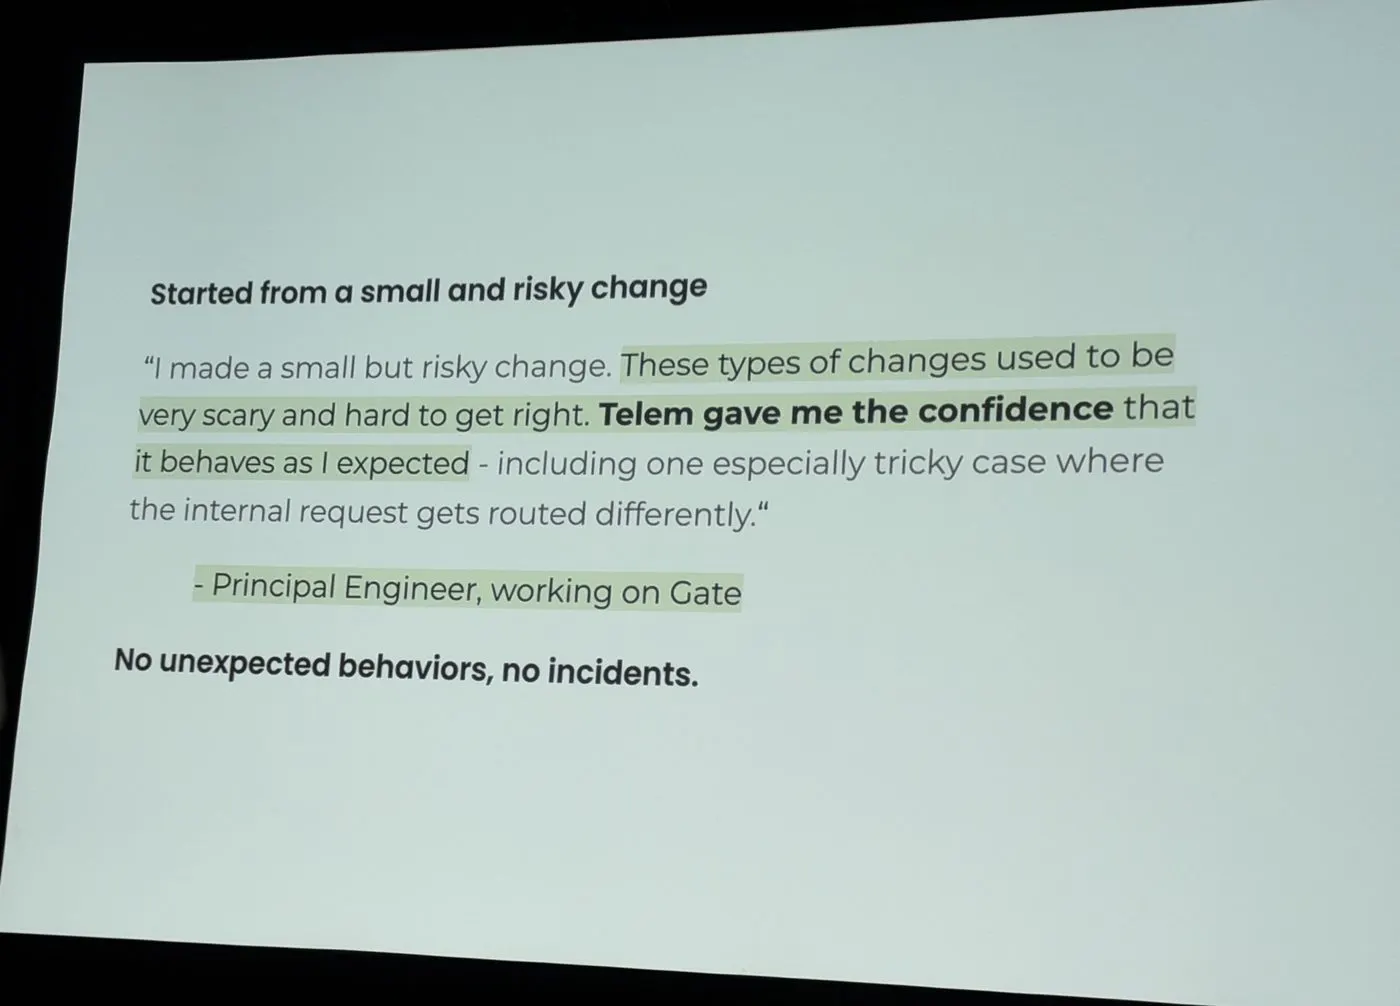 Started from a small and risky change
“I made a small but risky change. These types of changes used to be
very scary and hard to get right. Telem gave me the confidence that
it behaves as I expected - including one especially tricky case where
the internal request gets routed differently.“
- Principal Engineer, working on Gate
No unexpected behaviors, no incidents.